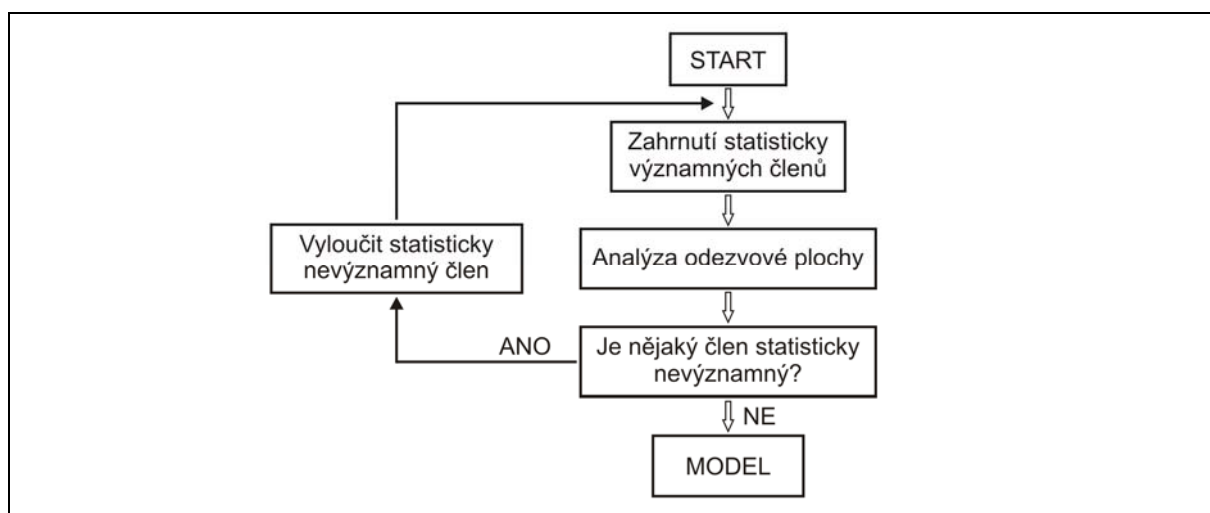 START
Zahrnutí statisticky
významných členů
Vyloučit statisticky
nevýznamný člen
Analýza odezvové plochy
ANO
Je nějaký člen statisticky
nevýznamný?
NE
MODEL